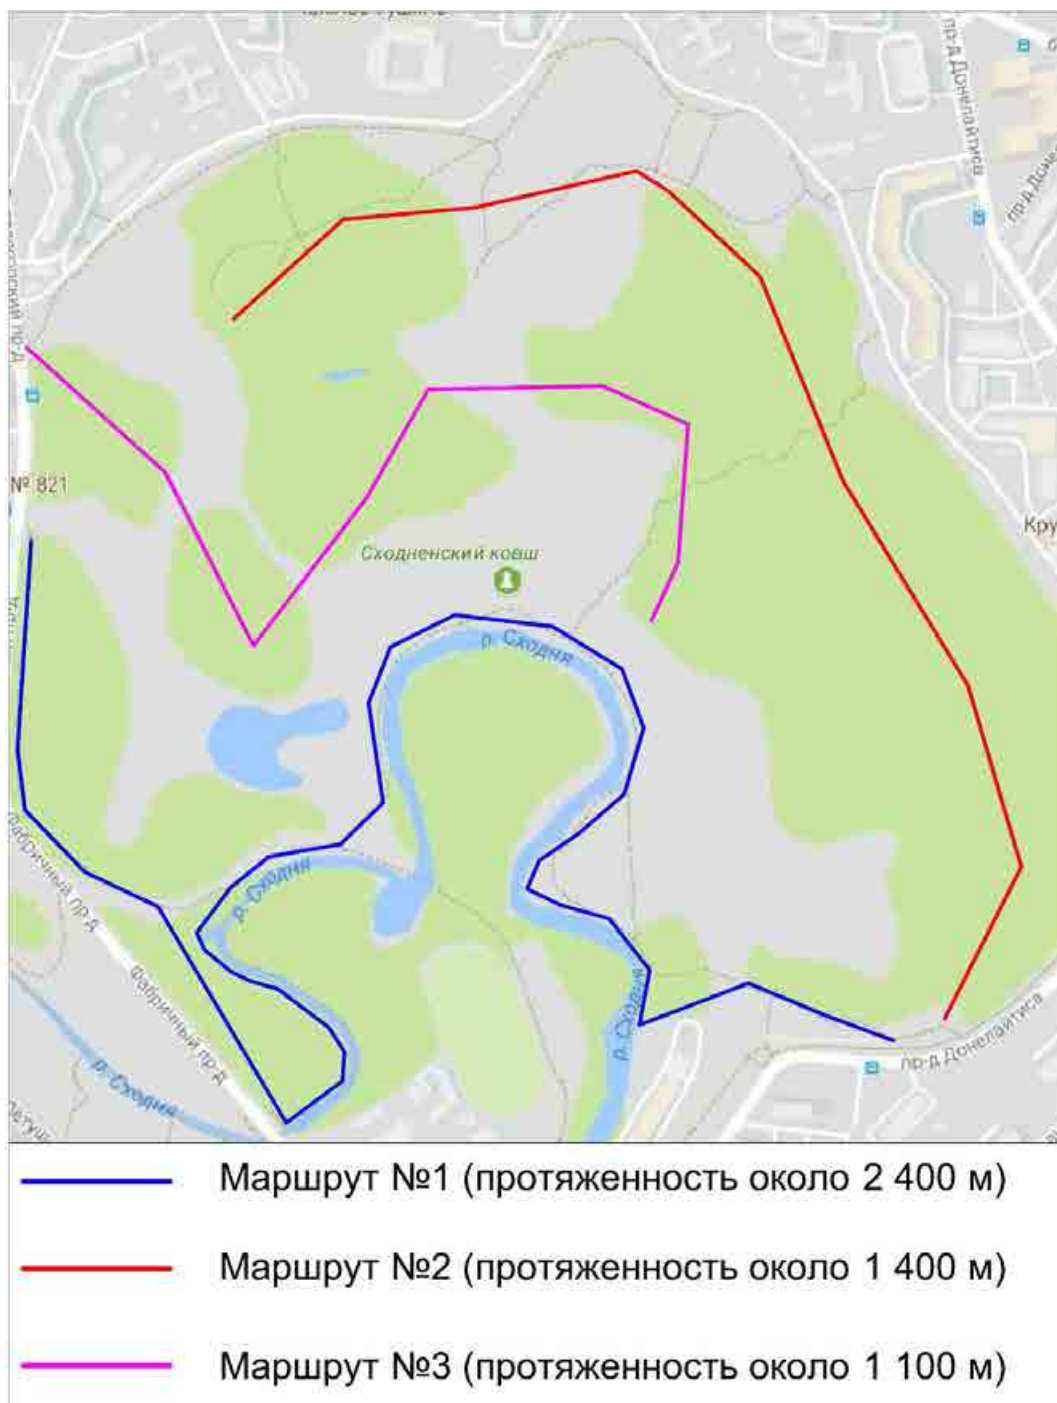 пр-д Донелайтиса
№ 821
Кру
Сходненский ковш
р. Сходня
р. Сходня
Фабричный пр-д
Фабричный пр-д
р. Сходня
р. Сходня
пр-д Донелайтиса
Маршрут №1 (протяженность около 2 400 м)
Маршрут №2 (протяженность около 1 400 м)
Маршрут №3 (протяженность около 1 100 м)